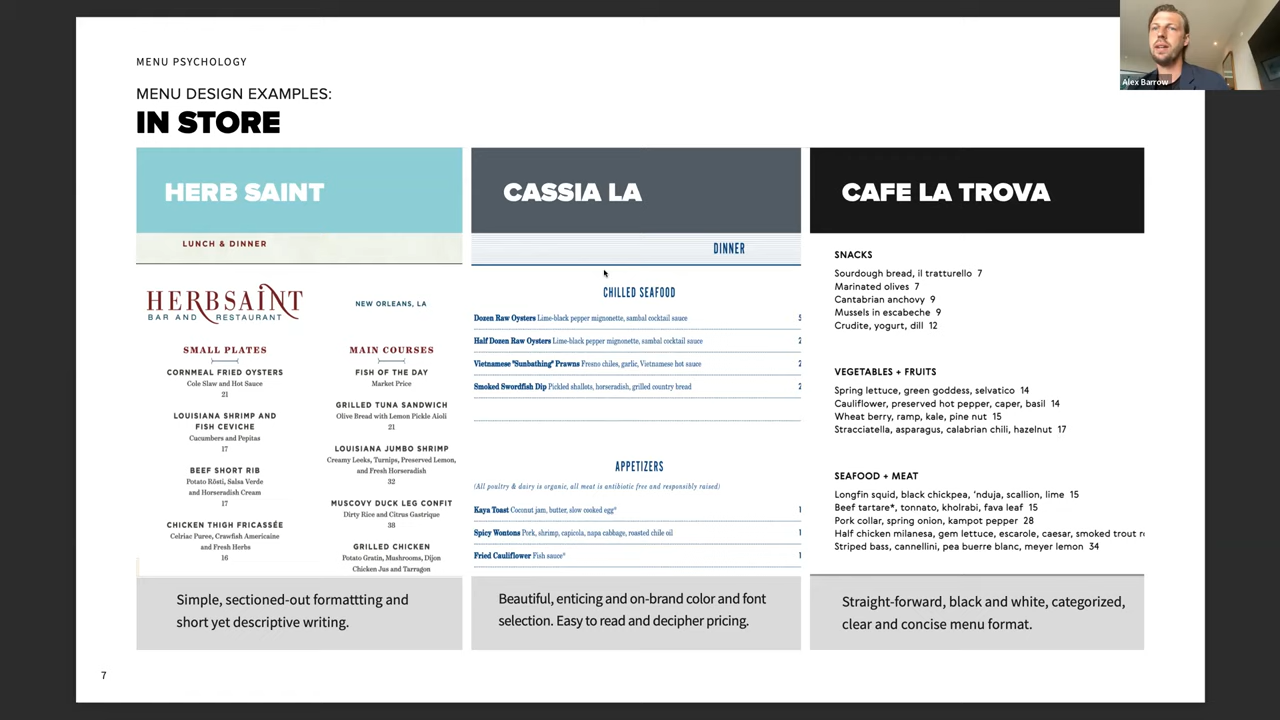 MENU PSYCHOLOGY
MENU DESIGN EXAMPLES:
IN STORE
Alex Barrow
HERB SAINT
LUNCH & DINNER
HERBSAINT
BAR AND RESTAURANT
NEW ORLEANS, LA
SMALL PLATES
CORNMEAL FRIED OYSTERS
Cole Slaw and Hot Sauce
21
LOUISIANA SHRIMP AND
FISH CEVICHE
Cucumbers and Pepitas
17
BEEF SHORT RIB
Potato Rösti, Salsa Verde
and Horseradish Cream
17
CHICKEN THIGH FRICASSÉE
Celriac Puree, Crawfish Americaine
and Fresh Herbs
16
MAIN COURSES
FISH OF THE DAY
Market Price
GRILLED TUNA SANDWICH
Olive Bread with Lemon Pickle Aioli
21
LOUISIANA JUMBO SHRIMP
Creamy Leeks, Turnips, Preserved Lemon,
and Fresh Horseradish
32
MUSCOVY DUCK LEG CONFIT
Dirty Rice and Citrus Gastrique
38
GRILLED CHICKEN
Potato Gratin, Mushrooms, Dijon
Chicken Jus and Tarragon
Simple, sectioned-out formattting and
short yet descriptive writing.
CASSIA LA
DINNER
CHILLED SEAFOOD
Dozen Raw Oysters Lime-black pepper mignonette, sambal cocktail sauce
Half Dozen Raw Oysters Lime-black pepper mignonette, sambal cocktail sauce
Vietnamese "Sunbathing" Prawns Fresno chiles, garlic, Vietnamese hot sauce
Smoked Swordfish Dip Pickled shallots, horseradish, grilled country bread
APPETIZERS
(All poultry & dairy is organic, all meat is antibiotic free and responsibly raised)
Kaya Toast Coconut jam, butter, slow cooked egg*
Spicy Wontons Pork, shrimp, capicola, napa cabbage, roasted chile oil
Fried Cauliflower Fish sauce*
Beautiful, enticing and on-brand color and font
selection. Easy to read and decipher pricing.
CAFE LA TROVA
SNACKS
Sourdough bread, il tratturello 7
Marinated olives 7
Cantabrian anchovy 9
Mussels in escabeche 9
Crudite, yogurt, dill 12
VEGETABLES + FRUITS
Spring lettuce, green goddess, selvatico 14
Cauliflower, preserved hot pepper, caper, basil 14
Wheat berry, ramp, kale, pine nut 15
Stracciatella, asparagus, calabrian chili, hazelnut 17
SEAFOOD + MEAT
Longfin squid, black chickpea, 'nduja, scallion, lime 15
Beef tartare*, tonnato, kholrabi, fava leaf 15
Pork collar, spring onion, kampot pepper 28
Half chicken milanesa, gem lettuce, escarole, caesar, smoked trout
Striped bass, cannellini, pea buerre blanc, meyer lemon 34
Straight-forward, black and white, categorized,
clear and concise menu format.
7